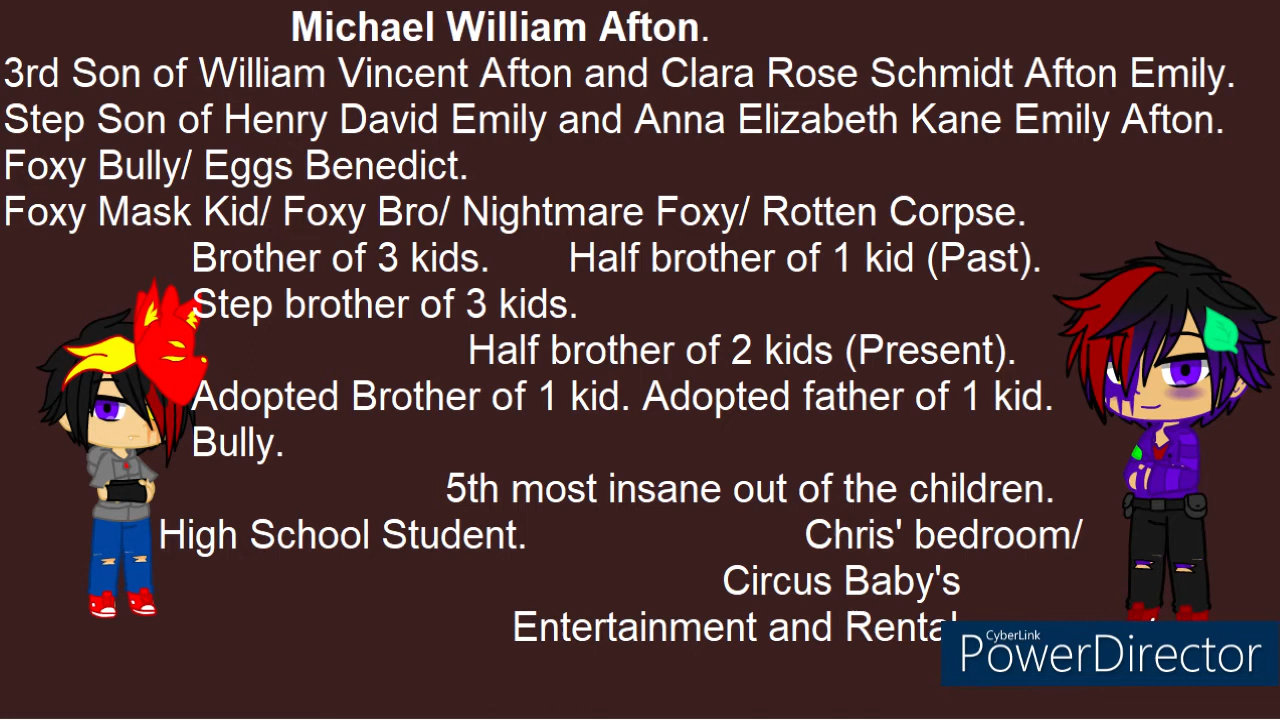 Michael William Afton.
3rd Son of William Vincent Afton and Clara Rose Schmidt Afton Emily.
Step Son of Henry David Emily and Anna Elizabeth Kane Emily Afton.
Foxy Bully/ Eggs Benedict.
Foxy Mask Kid/ Foxy Bro/ Nightmare Foxy/ Rotten Corpse.
Brother of 3 kids. Half brother of 1 kid (Past).
Step brother of 3 kids.
Half brother of 2 kids (Present).
Adopted Brother of 1 kid. Adopted father of 1 kid.
Bully.
5th most insane out of the children.
High School Student. Chris' bedroom/
Circus Baby's
Entertainment and Rental
CyberLink
PowerDirector